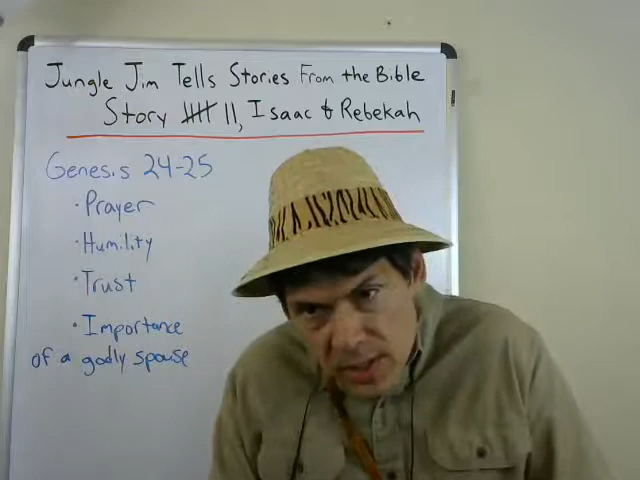 Jungle Jim Tells Stories From the Bible
Story 𝍸 II, Isaac & Rebekah
Genesis 24-25
· Prayer
· Humility
· Trust
· Importance
of a godly spouse